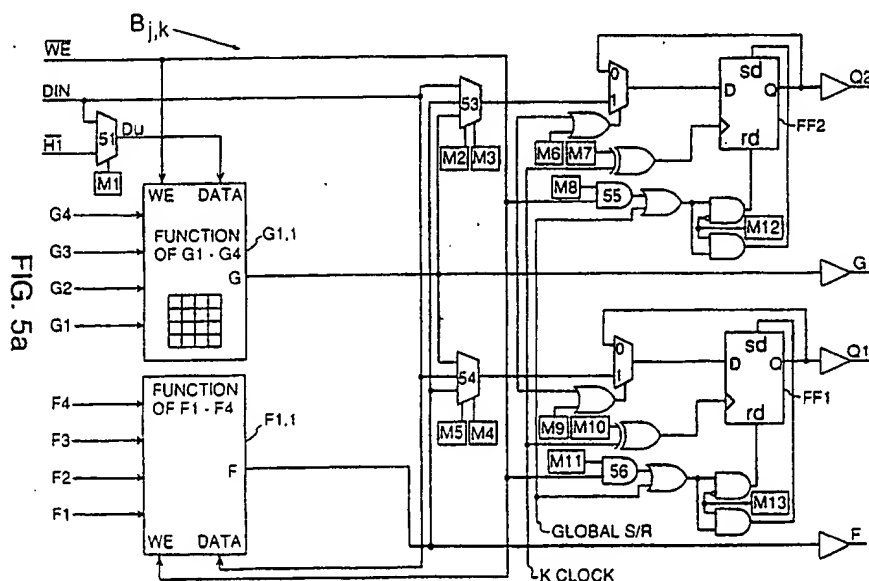 B j,k
WE
DIN
H1
51
Du
M1
WE DATA
G4
G3
G2
G1
FUNCTION
OF G1 - G4
G
G1,1
FIG. 5a
FUNCTION
OF F1 - F4
F4
F3
F2
F1
F
F1,1
WE DATA
53
M2 M3
54
M5 M4
0
1
M6 M7
M8
55
D sd Q
rd
FF2
M12
Q2
G
0
1
M9 M10
M11
56
D sd Q
rd
FF1
M13
Q1
GLOBAL S/R
F
K CLOCK